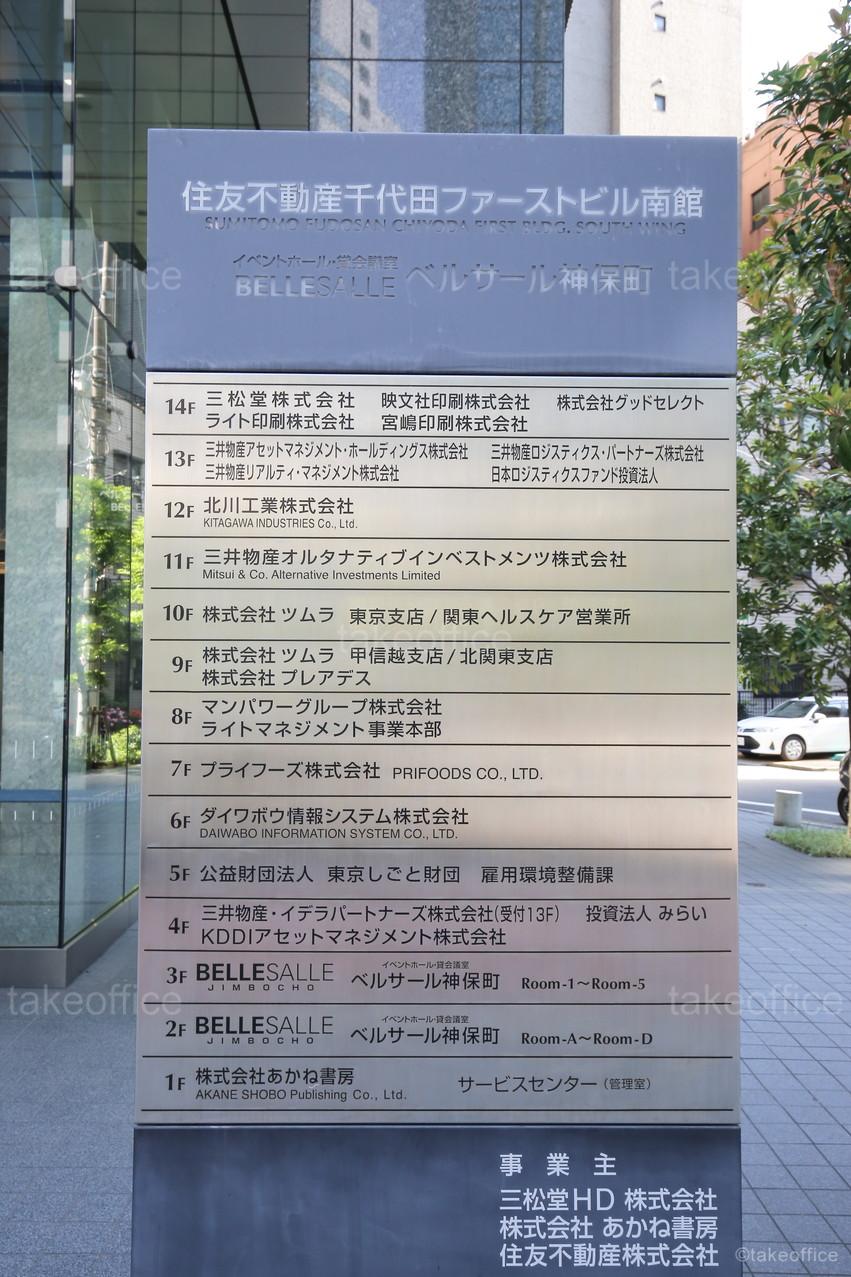 住友不動産千代田ファーストビル南館
SUMITOMO FUDOSAN CHIYODA FIRST BLDG. SOUTH WING
イベントホール・貸会議室
BELLESALLE ベルサール神保町
takeoffice takeoffice
14F 三松堂株式会社 映文社印刷株式会社 株式会社グッドセレクト
ライト印刷株式会社 宮嶋印刷株式会社
13F 三井物産アセットマネジメント・ホールディングス株式会社 三井物産ロジスティクス・パートナーズ株式会社
三井物産リアルティ・マネジメント株式会社 日本ロジスティクスファンド投資法人
12F 北川工業株式会社
KITAGAWA INDUSTRIES Co., Ltd.
11F 三井物産オルタナティブインベストメンツ株式会社
Mitsui & Co. Alternative Investments Limited
10F 株式会社 ツムラ 東京支店 / 関東ヘルスケア営業所
takeoffice
9F 株式会社 ツムラ 甲信越支店 / 北関東支店
株式会社 プレアデス
8F マンパワーグループ株式会社
ライトマネジメント事業本部
7F プライフーズ株式会社 PRIFOODS CO., LTD.
6F ダイワボウ情報システム株式会社
DAIWABO INFORMATION SYSTEM CO., LTD.
5F 公益財団法人 東京しごと財団 雇用環境整備課
4F 三井物産・イデラパートナーズ株式会社(受付13F) 投資法人 みらい
KDDIアセットマネジメント株式会社
3F BELLESALLE JIMBOCHO イベントホール・貸会議室 ベルサール神保町 Room-1〜Room-5
takeoffice takeoffice
2F BELLESALLE JIMBOCHO イベントホール・貸会議室 ベルサール神保町 Room-A〜Room-D
1F 株式会社あかね書房 サービスセンター（管理室）
AKANE SHOBO Publishing Co., Ltd.
事業主
三松堂HD 株式会社
株式会社 あかね書房
住友不動産株式会社
©takeoffice